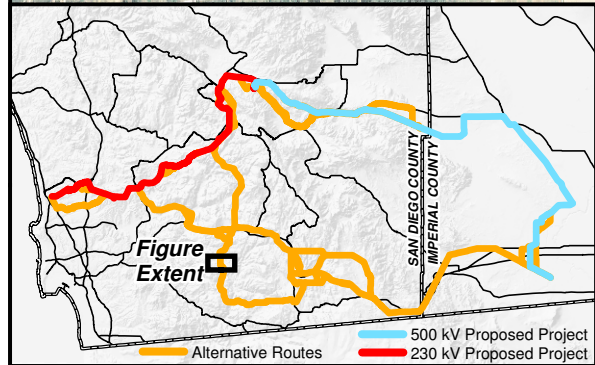 SAN DIEGO COUNTY
IMPERIAL COUNTY
Figure
Extent
500 kV Proposed Project
Alternative Routes
230 kV Proposed Project